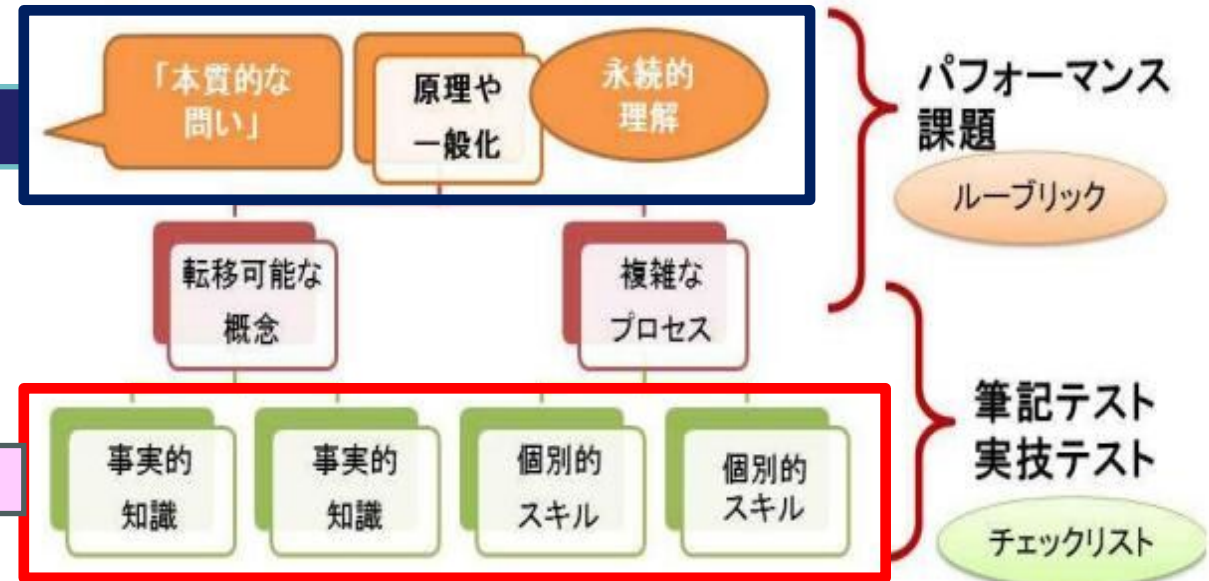 「本質的な
問い」
原理や
一般化
永続的
理解
パフォーマンス
課題
ルーブリック
転移可能な
概念
複雑な
プロセス
事実的
知識
事実的
知識
個別的
スキル
個別的
スキル
筆記テスト
実技テスト
チェックリスト